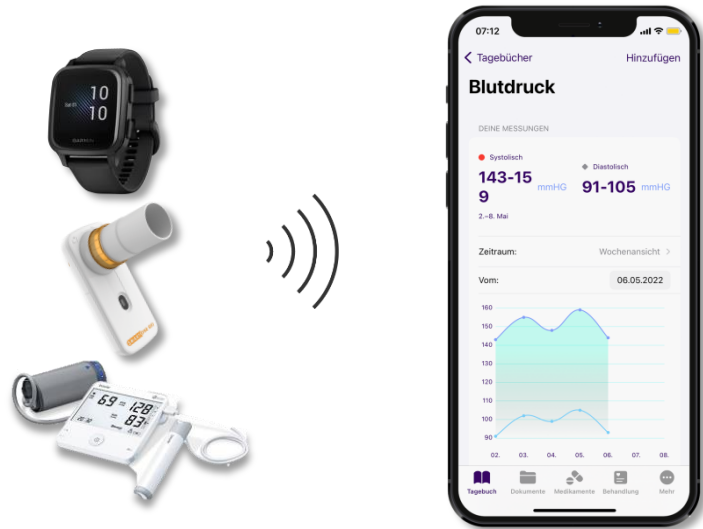 10
10
GARMIN
69
128
83
07:12
Tagebücher
Hinzufügen
Blutdruck
DEINE MESSUNGEN
Systolisch
143-15
9
mmHG
2.–8. Mai
Diastolisch
91-105 mmHG
Zeitraum:
Wochenansicht
Vom:
06.05.2022
160
150
140
130
120
110
100
90
02. 03. 04. 05. 06. 07. 08.
Tagebuch Dokumente Medikamente Behandlung Mehr